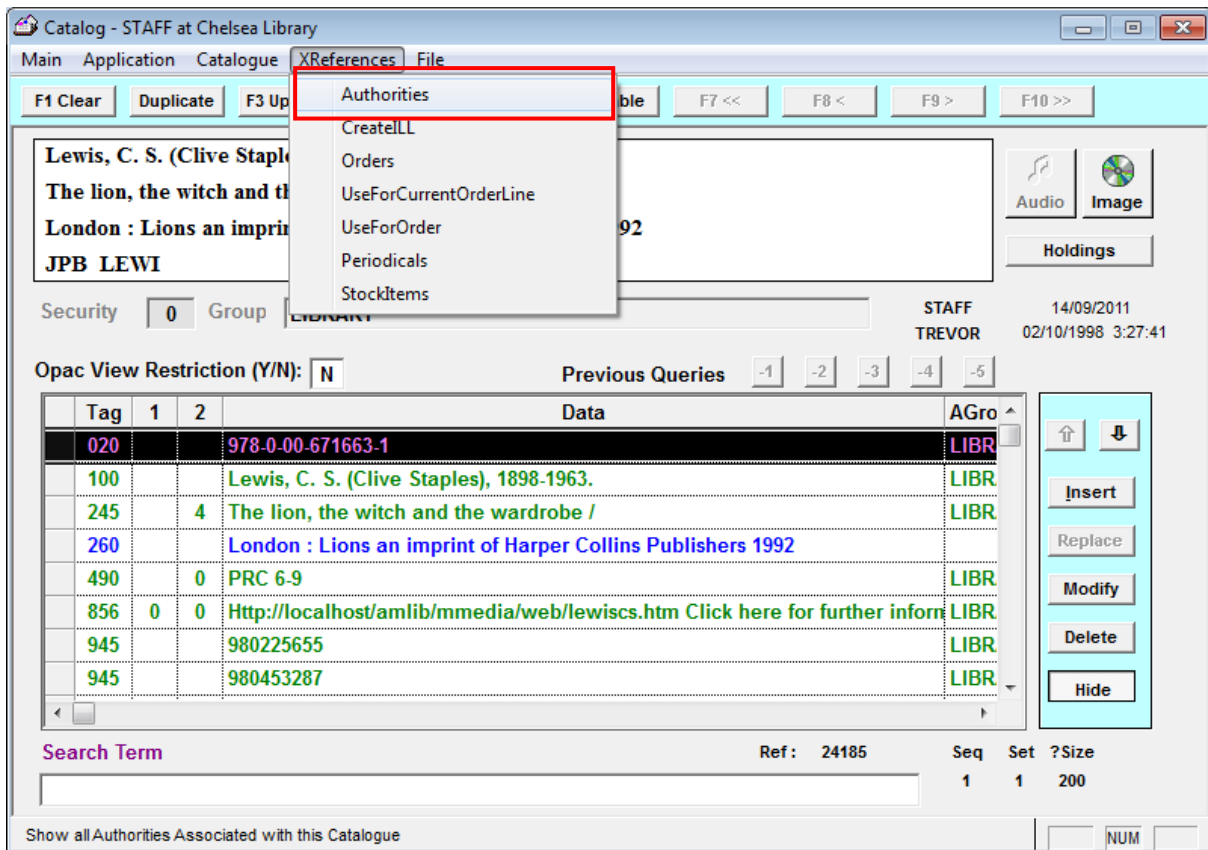 Catalog - STAFF at Chelsea Library
Main Application Catalogue XReferences File
F1 Clear Duplicate F3 Up ble F7 << F8 < F9 > F10 >>
Authorities
CreateILL
Orders
UseForCurrentOrderLine
UseForOrder
Periodicals
StockItems
Lewis, C. S. (Clive Staple
The lion, the witch and th
London : Lions an imprin 92
JPB LEWI
Audio Image
Holdings
Security 0 Group LIBRARY STAFF 14/09/2011
TREVOR 02/10/1998 3:27:41
Opac View Restriction (Y/N): N Previous Queries -1 -2 -3 -4 -5
Tag 1 2 Data AGro
020 978-0-00-671663-1 LIBR
100 Lewis, C. S. (Clive Staples), 1898-1963. LIBR
245 4 The lion, the witch and the wardrobe / LIBR
260 London : Lions an imprint of Harper Collins Publishers 1992
490 0 PRC 6-9 LIBR
856 0 0 Http://localhost/amlib/mmedia/web/lewiscs.htm Click here for further inform LIBR
945 980225655 LIBR
945 980453287 LIBR
Insert
Replace
Modify
Delete
Hide
Search Term Ref : 24185 Seq Set ?Size
1 1 200
Show all Authorities Associated with this Catalogue NUM